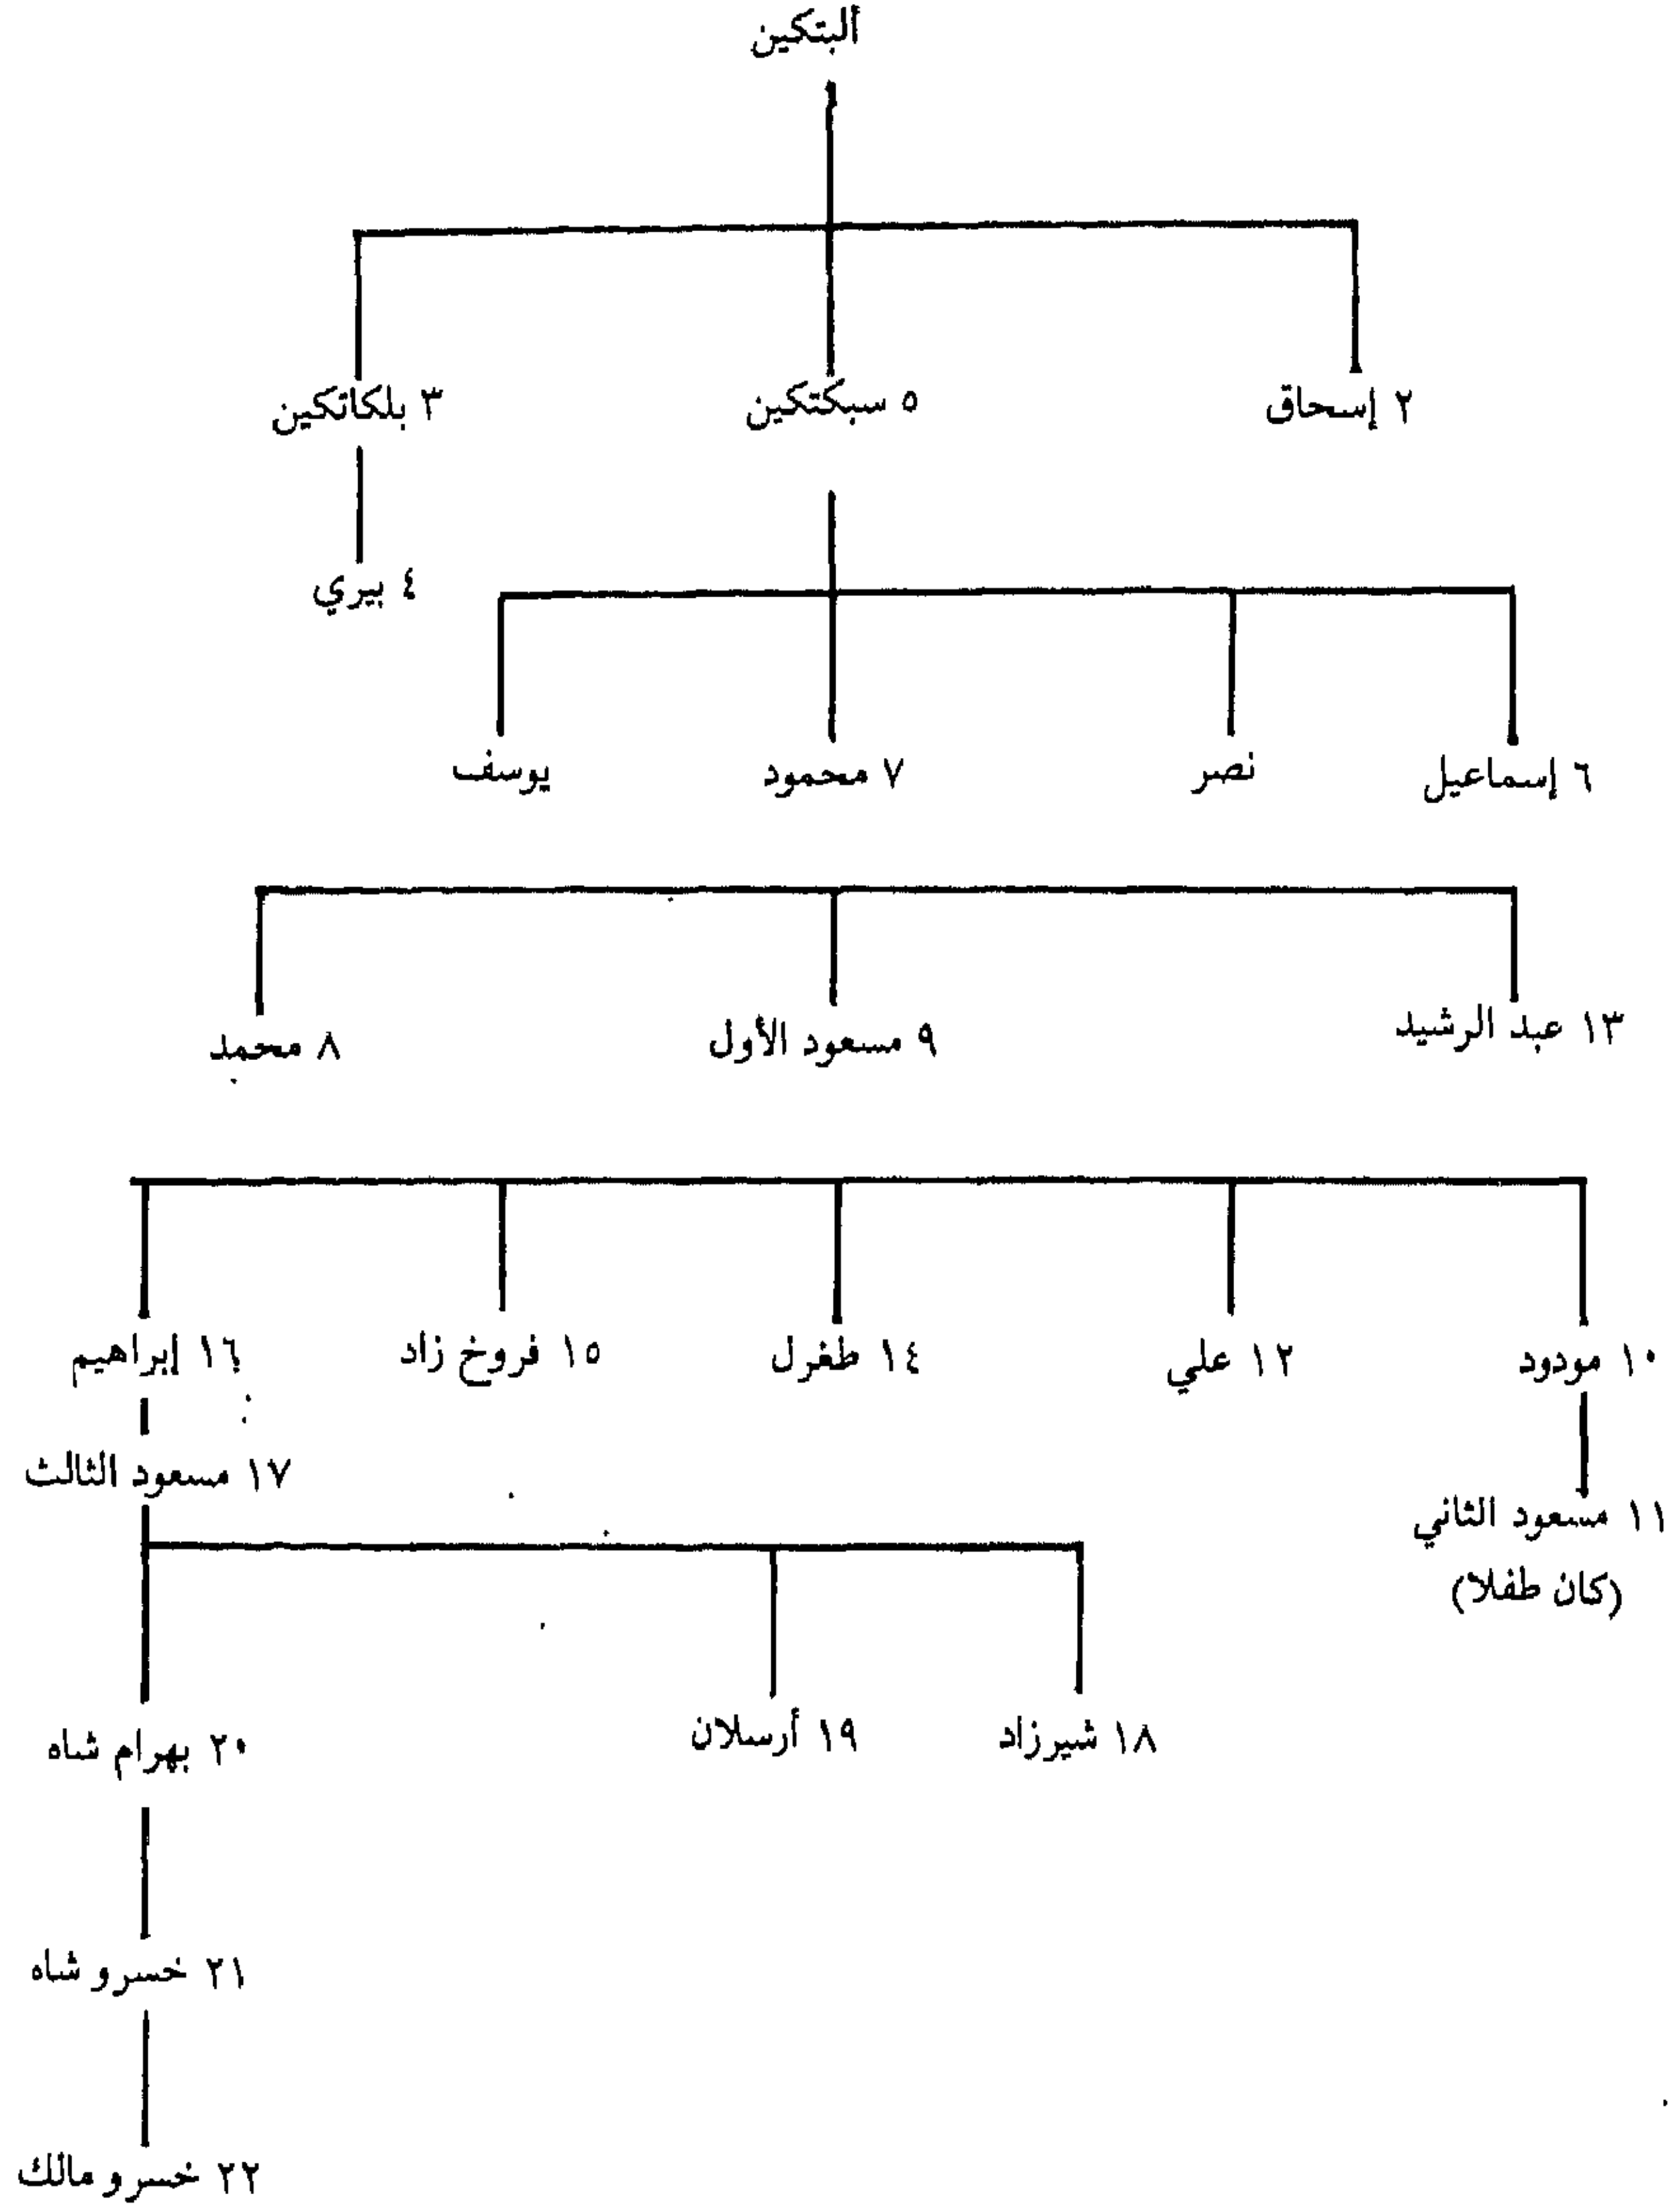 ألبتكين
٢ إسحاق
٥ سبكتكين
٣ بلكاتكين
٤ بيري
٦ إسماعيل
نصر
٧ محمود
يوسف
١٣ عبد الرشيد
٩ مسعود الأول
٨ محمد
١٠ مودود
١٢ علي
١٤ طغرل
١٥ فروخ زاد
١٦ إبراهيم
١٧ مسعود الثالث
١١ مسعود الثاني
(كان طفلا)
١٨ شيرزاد
١٩ أرسلان
٢٠ بهرام شاه
٢١ خسرو شاه
٢٢ خسرو مالك